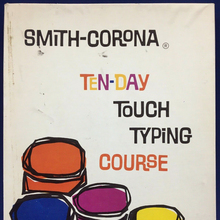 SMITH-CORONA ®
TEN-DAY
TOUCH
TYPING
COURSE